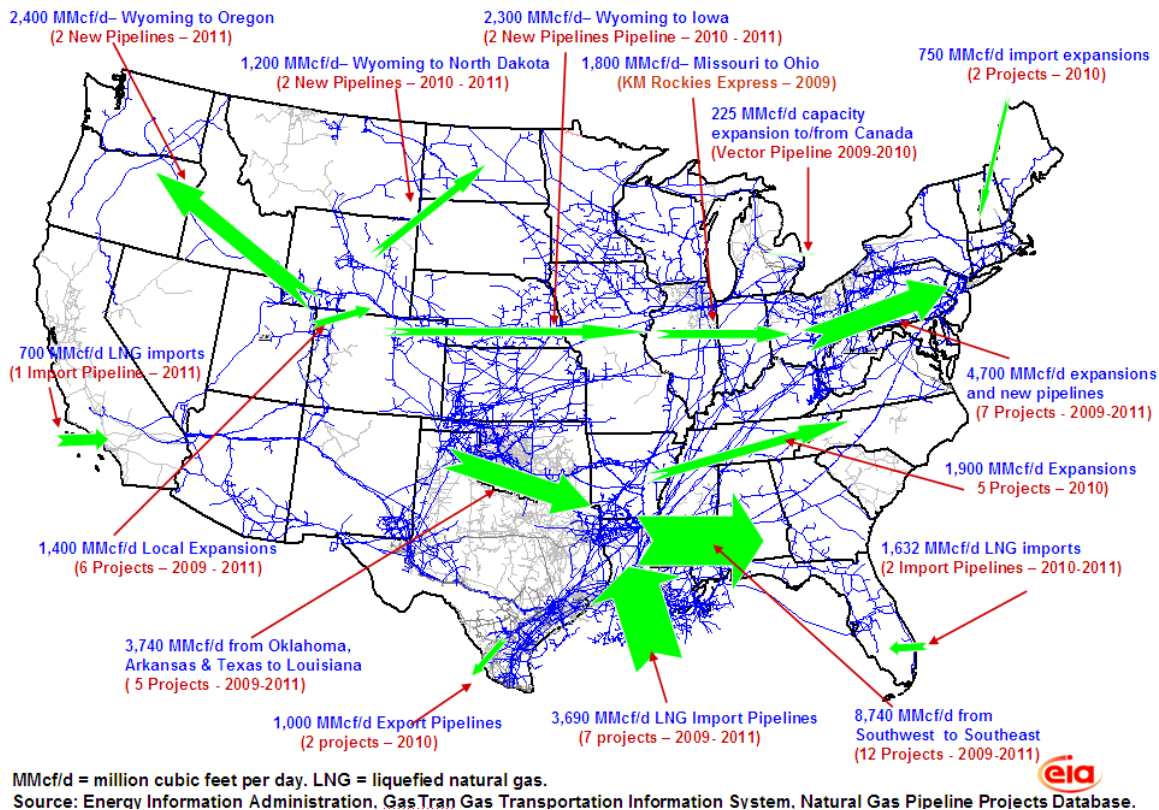 2,400 MMcf/d– Wyoming to Oregon
(2 New Pipelines – 2011)
2,300 MMcf/d– Wyoming to Iowa
(2 New Pipelines Pipeline – 2010 - 2011)
1,200 MMcf/d– Wyoming to North Dakota
(2 New Pipelines – 2010 - 2011)
1,800 MMcf/d– Missouri to Ohio
(KM Rockies Express – 2009)
750 MMcf/d import expansions
(2 Projects – 2010)
225 MMcf/d capacity
expansion to/from Canada
(Vector Pipeline 2009-2010)
700 MMcf/d LNG imports
(1 Import Pipeline – 2011)
4,700 MMcf/d expansions
and new pipelines
(7 Projects - 2009-2011)
1,900 MMcf/d Expansions
5 Projects – 2010)
1,400 MMcf/d Local Expansions
(6 Projects – 2009 - 2011)
1,632 MMcf/d LNG imports
(2 Import Pipelines – 2010-2011)
3,740 MMcf/d from Oklahoma,
Arkansas & Texas to Louisiana
( 5 Projects - 2009-2011)
1,000 MMcf/d Export Pipelines
(2 projects – 2010)
3,690 MMcf/d LNG Import Pipelines
(7 projects – 2009-2011)
8,740 MMcf/d from
Southwest to Southeast
(12 Projects - 2009-2011)
eia
MMcf/d = million cubic feet per day. LNG = liquefied natural gas.
Source: Energy Information Administration, GasTran Gas Transportation Information System, Natural Gas Pipeline Projects Database.